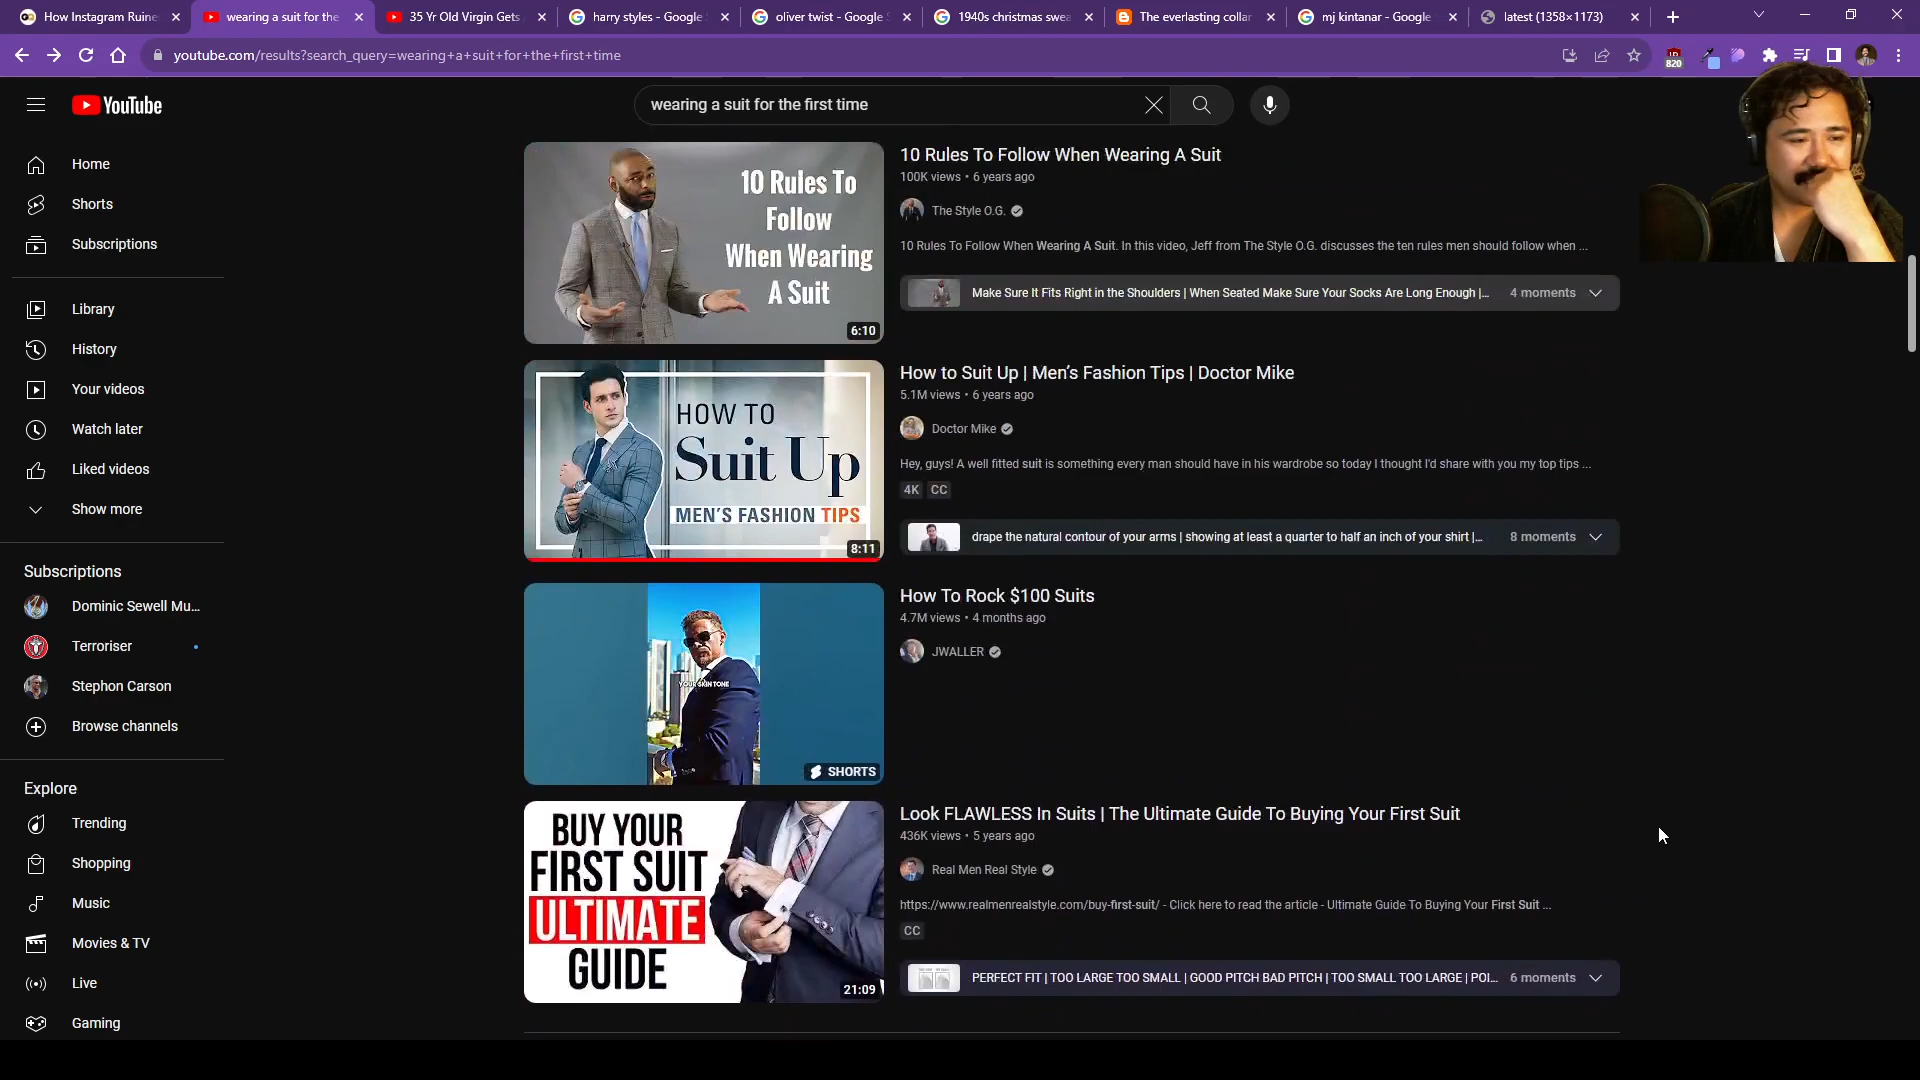 How Instagram Ruine
wearing a suit for the
35 Yr Old Virgin Gets
harry styles - Google
oliver twist - Google S
1940s christmas swea
The everlasting collar
mj kintanar - Google
latest (1358×1173)
youtube.com/results?search_query=wearing+a+suit+for+the+first+time
820
YouTube
wearing a suit for the first time
Home
Shorts
Subscriptions
Library
History
Your videos
Watch later
Liked videos
Show more
Subscriptions
Dominic Sewell Mu...
Terroriser
Stephon Carson
Browse channels
Explore
Trending
Shopping
Music
Movies & TV
Live
Gaming
10 Rules To
Follow
When Wearing
A Suit
6:10
10 Rules To Follow When Wearing A Suit
100K views • 6 years ago
The Style O.G.
10 Rules To Follow When Wearing A Suit. In this video, Jeff from The Style O.G. discusses the ten rules men should follow when ...
Make Sure It Fits Right in the Shoulders | When Seated Make Sure Your Socks Are Long Enough |...
4 moments
HOW TO
Suit Up
MEN'S FASHION TIPS
8:11
How to Suit Up | Men's Fashion Tips | Doctor Mike
5.1M views • 6 years ago
Doctor Mike
Hey, guys! A well fitted suit is something every man should have in his wardrobe so today I thought I'd share with you my top tips ...
4K CC
drape the natural contour of your arms | showing at least a quarter to half an inch of your shirt |...
8 moments
YOUR SKIN TONE
SHORTS
How To Rock $100 Suits
4.7M views • 4 months ago
JWALLER
BUY YOUR
FIRST SUIT
ULTIMATE
GUIDE
21:09
Look FLAWLESS In Suits | The Ultimate Guide To Buying Your First Suit
436K views • 5 years ago
Real Men Real Style
https://www.realmenrealstyle.com/buy-first-suit/ - Click here to read the article - Ultimate Guide To Buying Your First Suit ...
CC
PERFECT FIT | TOO LARGE TOO SMALL | GOOD PITCH BAD PITCH | TOO SMALL TOO LARGE | POI...
6 moments